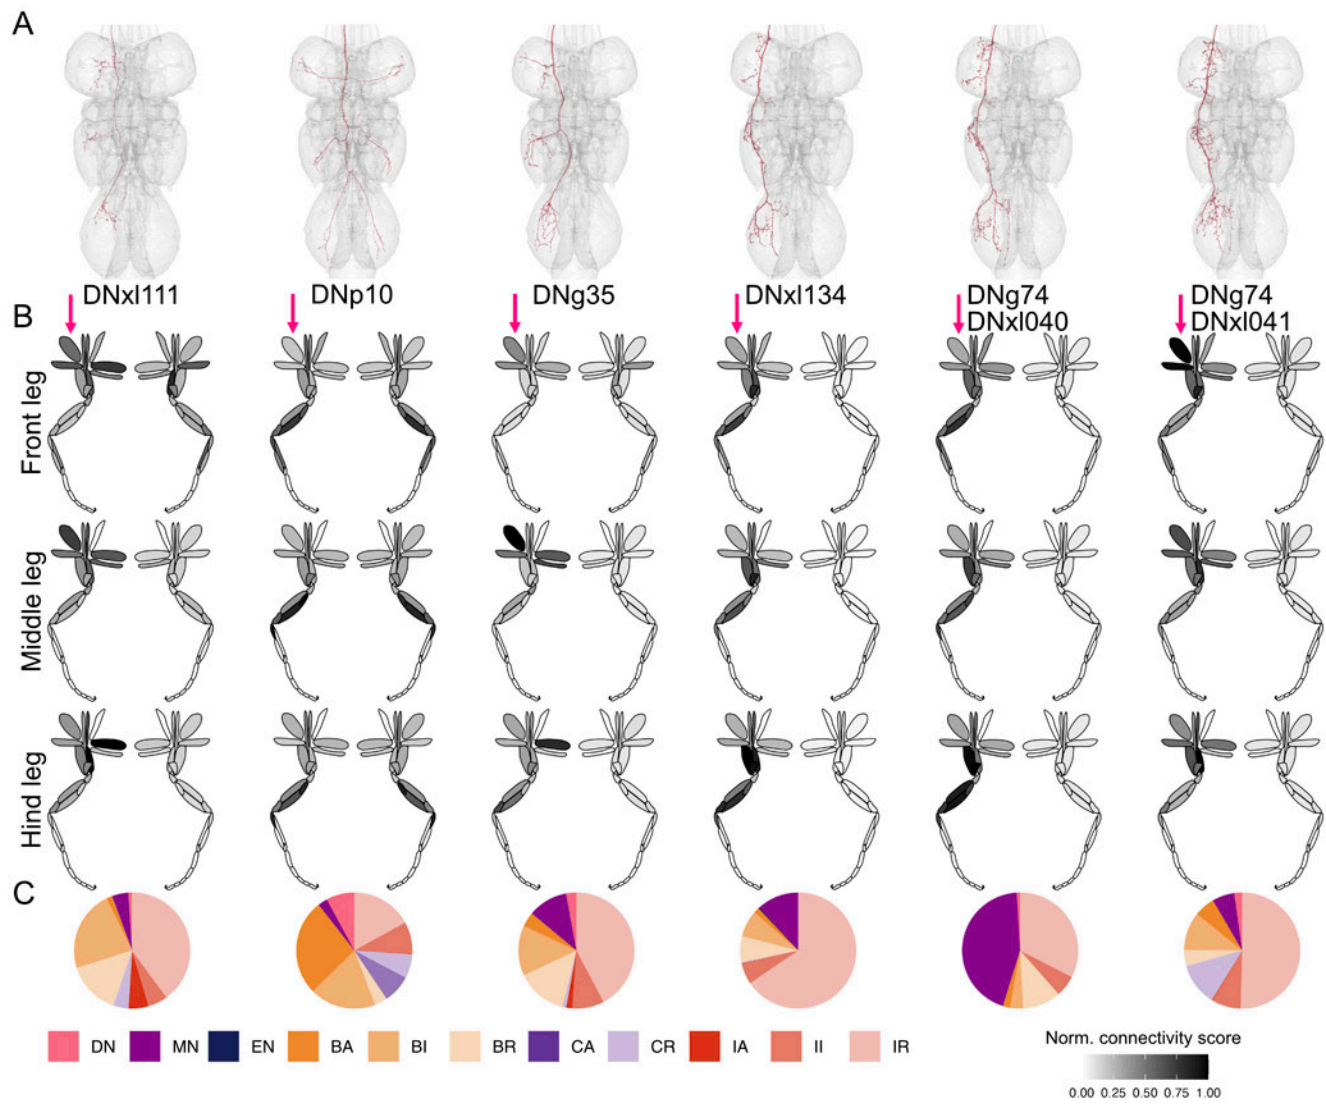 A
DNxl111
DNp10
DNg35
DNxl134
DNg74
DNxl040
DNg74
DNxl041
B
Front leg
Middle leg
Hind leg
C
DN MN EN BA BI BR CA CR IA II IR
Norm. connectivity score
0.00 0.25 0.50 0.75 1.00